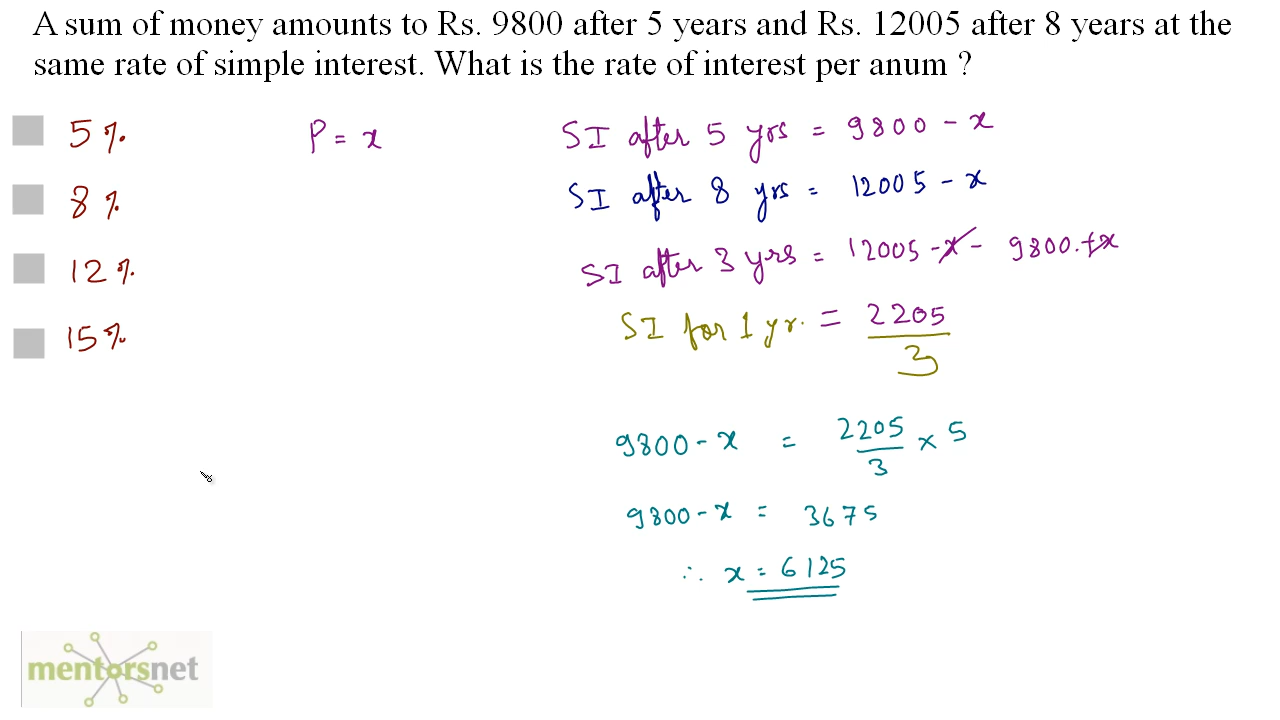 A sum of money amounts to Rs. 9800 after 5 years and Rs. 12005 after 8 years at the
same rate of simple interest. What is the rate of interest per anum ?
5 %
8 %
12 %
15 %
P = x
SI after 5 yrs = 9800 - x
SI after 8 yrs = 12005 - x
SI after 3 yrs = 12005 - x - 9800 + x
SI for 1 yr. = 2205
3
9800 - x = 2205 × 5
3
9800 - x = 3675
∴ x = 6125
mentorsnet